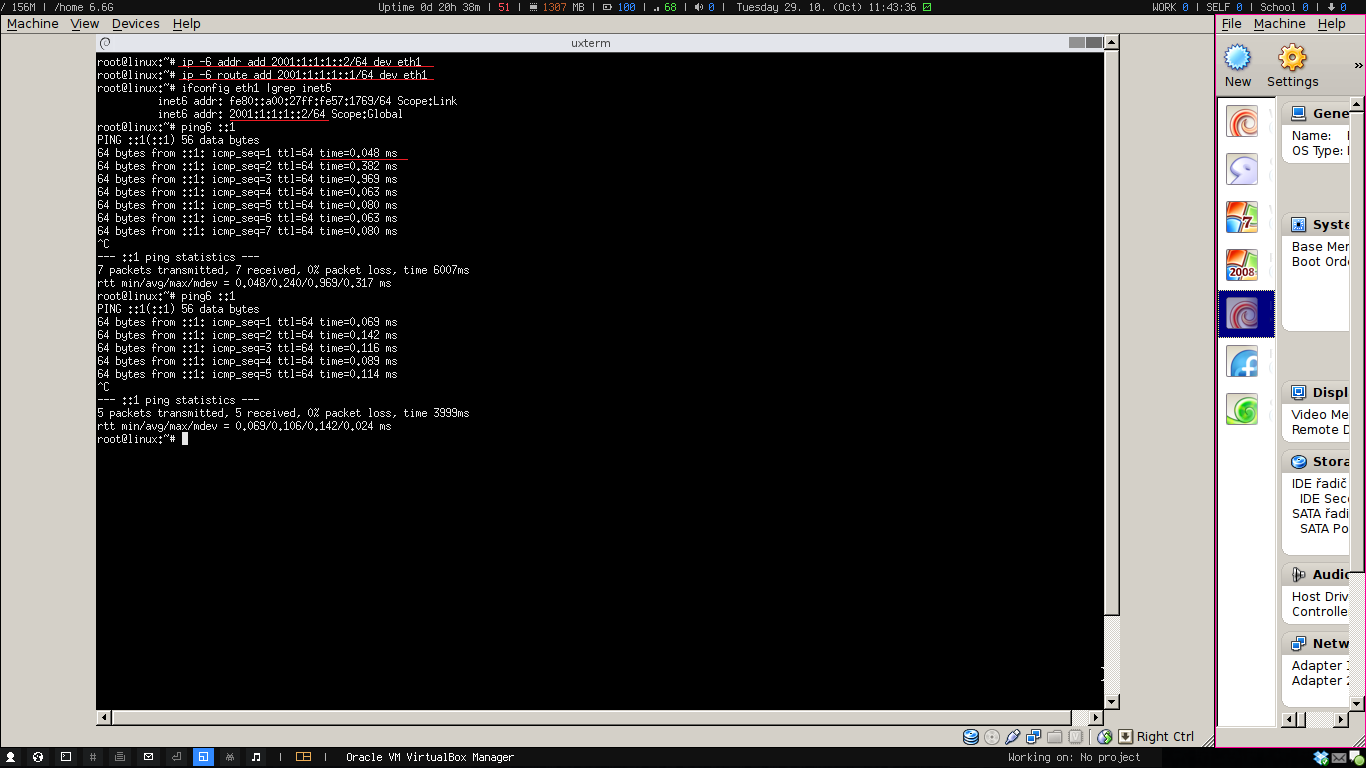 / 156M | /home 6.6G
Uptime 0d 20h 38m | 51 | 1307 MB | 100 | 68 | 0 | Tuesday 29. 10. (Oct) 11:43:36
WORK 0 | SELF 0 | School 0 | 0
Machine View Devices Help
File Machine Help
uxterm
root@linux:~# ip -6 addr add 2001:1:1:1::2/64 dev eth1
root@linux:~# ip -6 route add 2001:1:1:1::1/64 dev eth1
root@linux:~# ifconfig eth1 |grep inet6
inet6 addr: fe80::a00:27ff:fe57:1769/64 Scope:Link
inet6 addr: 2001:1:1:1::2/64 Scope:Global
root@linux:~# ping6 ::1
PING ::1(::1) 56 data bytes
64 bytes from ::1: icmp_seq=1 ttl=64 time=0.048 ms
64 bytes from ::1: icmp_seq=2 ttl=64 time=0.382 ms
64 bytes from ::1: icmp_seq=3 ttl=64 time=0.969 ms
64 bytes from ::1: icmp_seq=4 ttl=64 time=0.063 ms
64 bytes from ::1: icmp_seq=5 ttl=64 time=0.080 ms
64 bytes from ::1: icmp_seq=6 ttl=64 time=0.063 ms
64 bytes from ::1: icmp_seq=7 ttl=64 time=0.080 ms
^C
--- ::1 ping statistics ---
7 packets transmitted, 7 received, 0% packet loss, time 6007ms
rtt min/avg/max/mdev = 0.048/0.240/0.969/0.317 ms
root@linux:~# ping6 ::1
PING ::1(::1) 56 data bytes
64 bytes from ::1: icmp_seq=1 ttl=64 time=0.069 ms
64 bytes from ::1: icmp_seq=2 ttl=64 time=0.142 ms
64 bytes from ::1: icmp_seq=3 ttl=64 time=0.116 ms
64 bytes from ::1: icmp_seq=4 ttl=64 time=0.089 ms
64 bytes from ::1: icmp_seq=5 ttl=64 time=0.114 ms
^C
--- ::1 ping statistics ---
5 packets transmitted, 5 received, 0% packet loss, time 3999ms
rtt min/avg/max/mdev = 0.069/0.106/0.142/0.024 ms
root@linux:~#
New Settings »
7
2008
Gene
Name:
OS Type:
Syste
Base Mer
Boot Ord
Displ
Video Me
Remote D
Stora
IDE řadič
IDE Sec
SATA řadi
SATA Po
Audio
Host Driv
Controlle
Netw
Adapter
Adapter 2
Right Ctrl
# | | Oracle VM VirtualBox Manager
Working on: No project